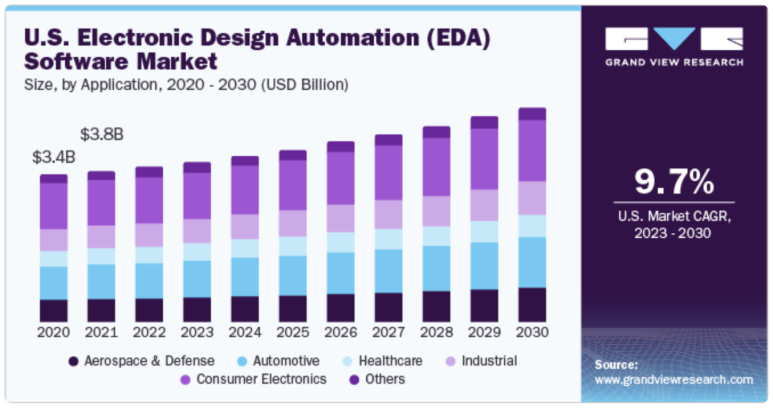 U.S. Electronic Design Automation (EDA)
Software Market
Size, by Application, 2020 - 2030 (USD Billion)
$3.4B
$3.8B
2020 2021 2022 2023 2024 2025 2026 2027 2028 2029 2030
Aerospace & Defense Automotive Healthcare Industrial
Consumer Electronics Others
GRAND VIEW RESEARCH
9.7%
U.S. Market CAGR,
2023 - 2030
Source:
www.grandviewresearch.com